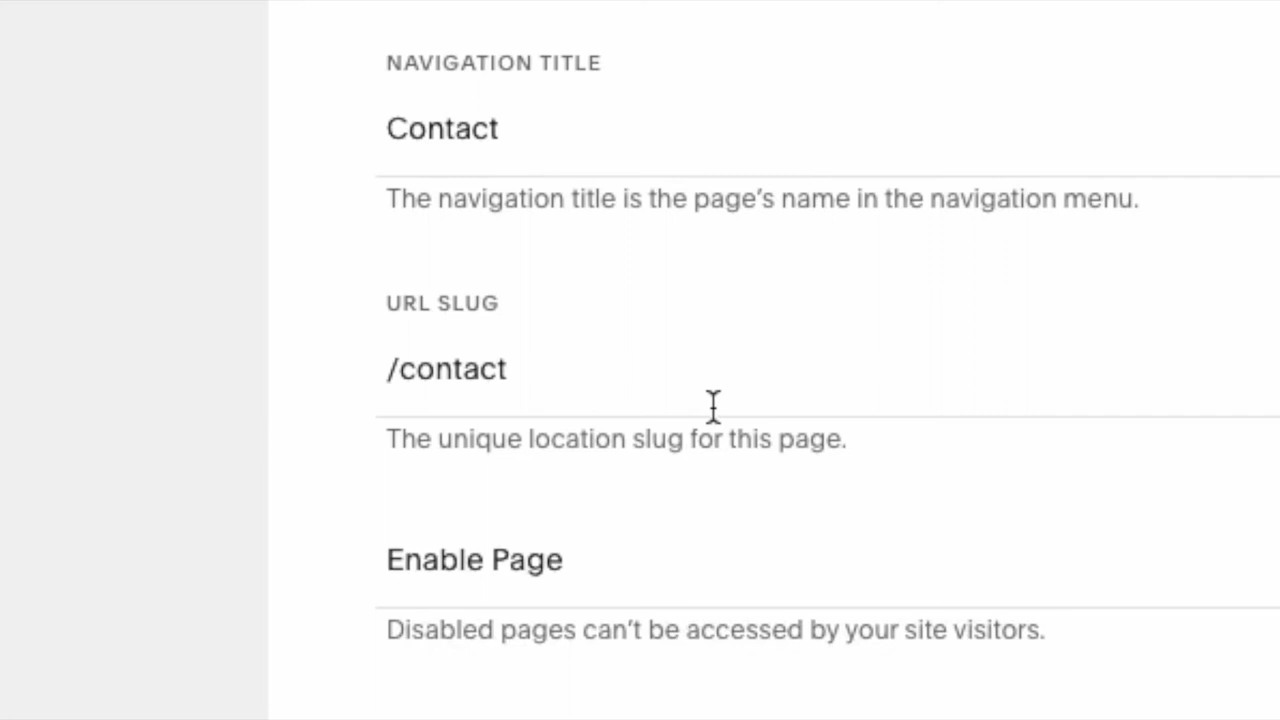 NAVIGATION TITLE
Contact
The navigation title is the page’s name in the navigation menu.
URL SLUG
/contact
The unique location slug for this page.
Enable Page
Disabled pages can’t be accessed by your site visitors.